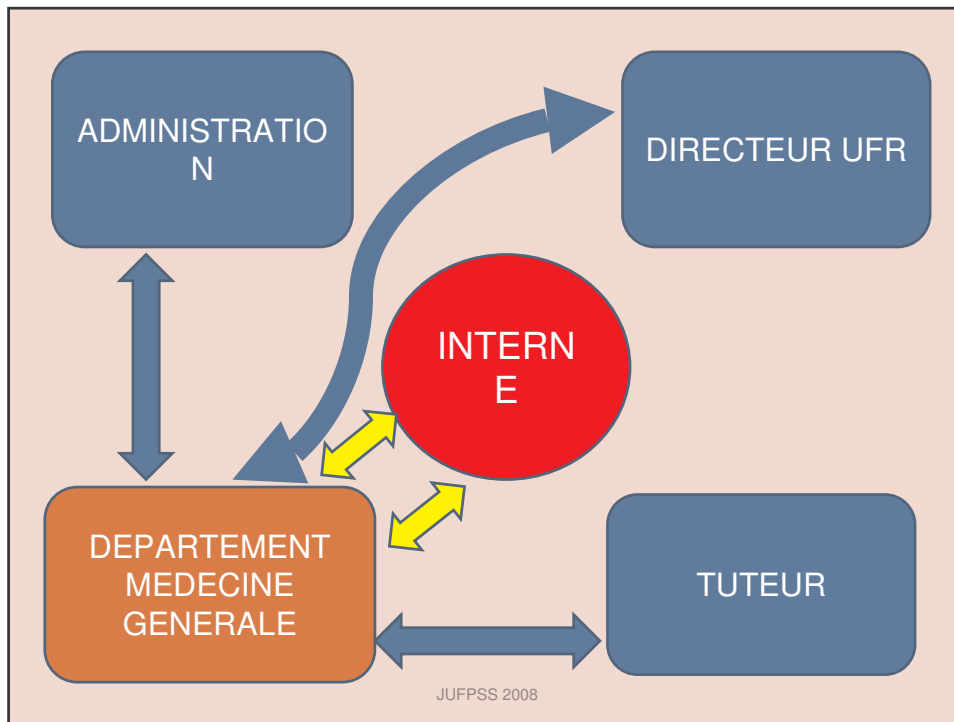 ADMINISTRATIO
N
DIRECTEUR UFR
INTERN
E
DEPARTEMENT
MEDECINE
GENERALE
TUTEUR
JUFPSS 2008